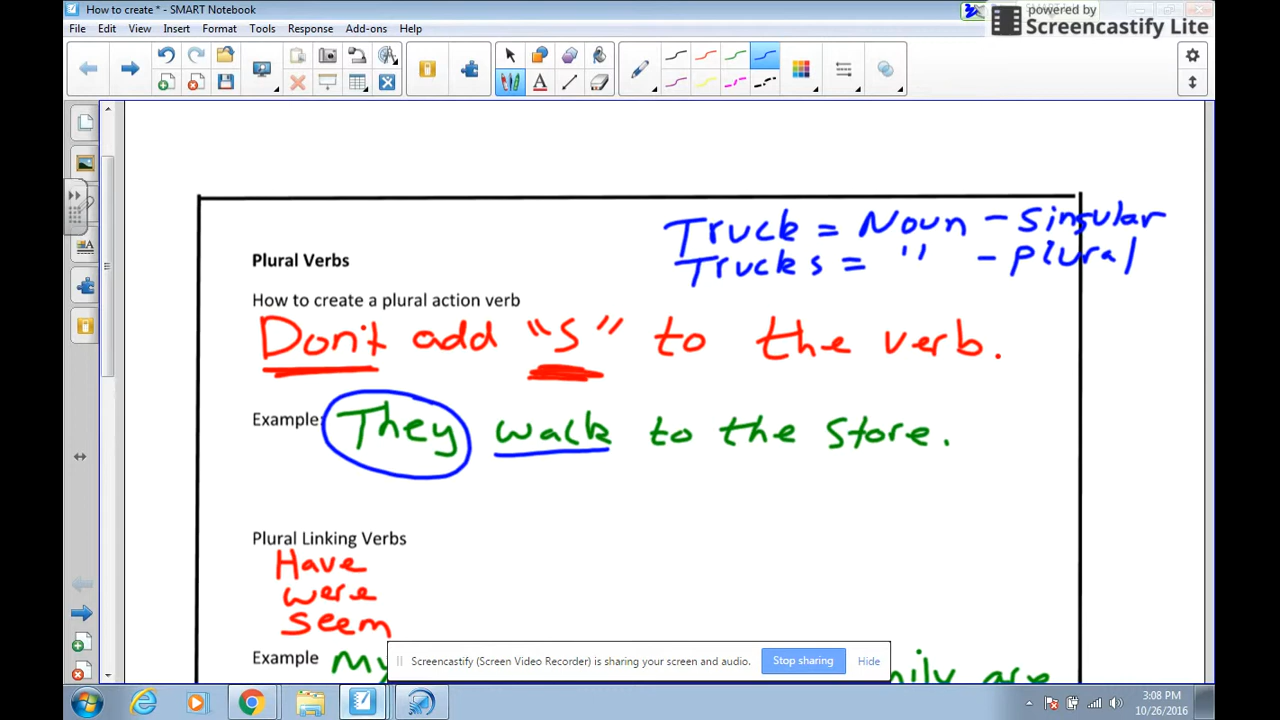 How to create * - SMART Notebook
powered by
Screencastify Lite
File Edit View Insert Format Tools Response Add-ons Help
Truck = Noun - Singular
Trucks = " - Plural
Plural Verbs
How to create a plural action verb
Don't add "S" to the verb.
Example: They walk to the store.
Plural Linking Verbs
Have
were
seem
Example My
are
Screencastify (Screen Video Recorder) is sharing your screen and audio. Stop sharing Hide
3:08 PM
10/26/2016